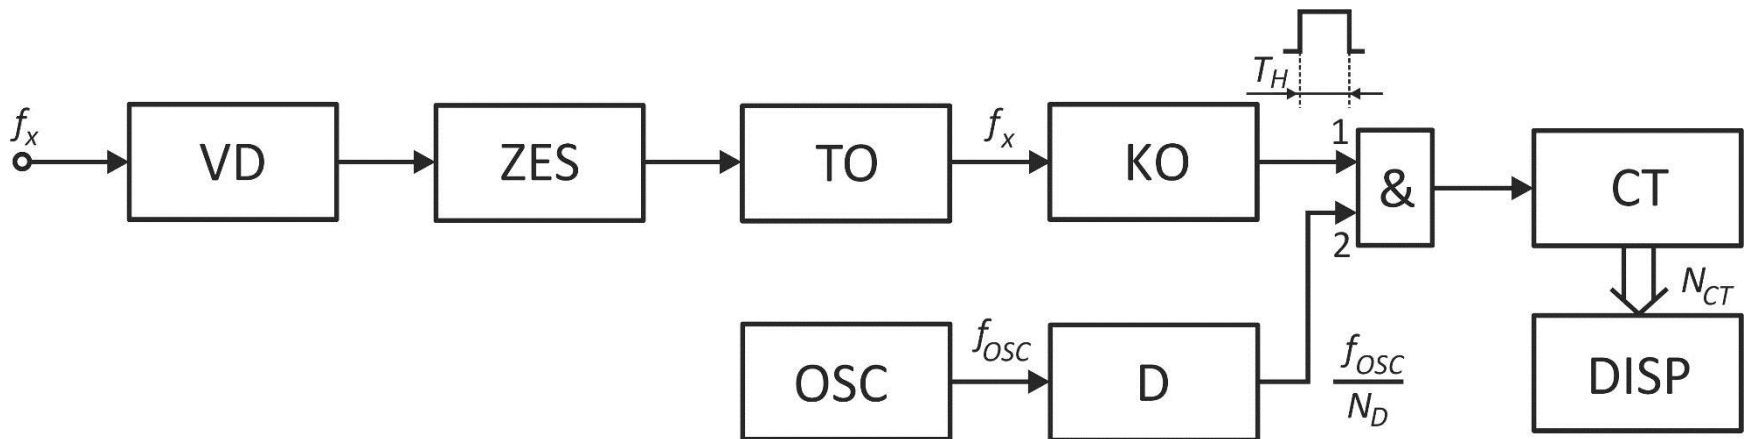 T_H
f_x
VD
ZES
TO
f_x
KO
1
2
&
CT
N_CT
OSC
f_OSC
D
f_OSC
N_D
DISP